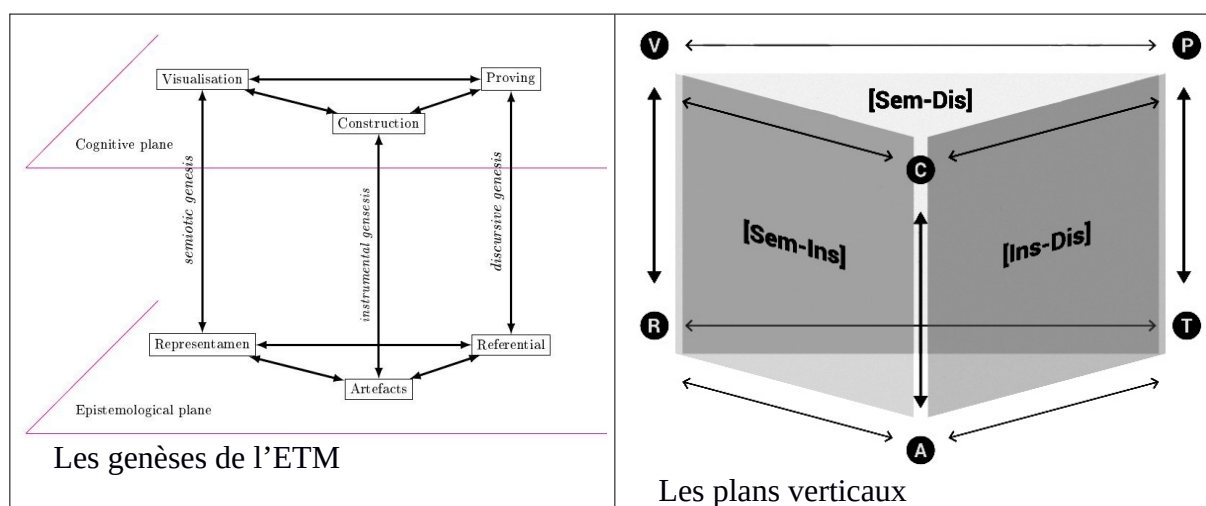 Visualisation
Proving
Construction
Cognitive plane
semiotic genesis
instrumental gensesis
discursive genesis
Representamen
Referential
Artefacts
Epistemological plane
Les genèses de l’ETM
V
P
[Sem-Dis]
C
[Sem-Ins]
[Ins-Dis]
R
T
A
Les plans verticaux